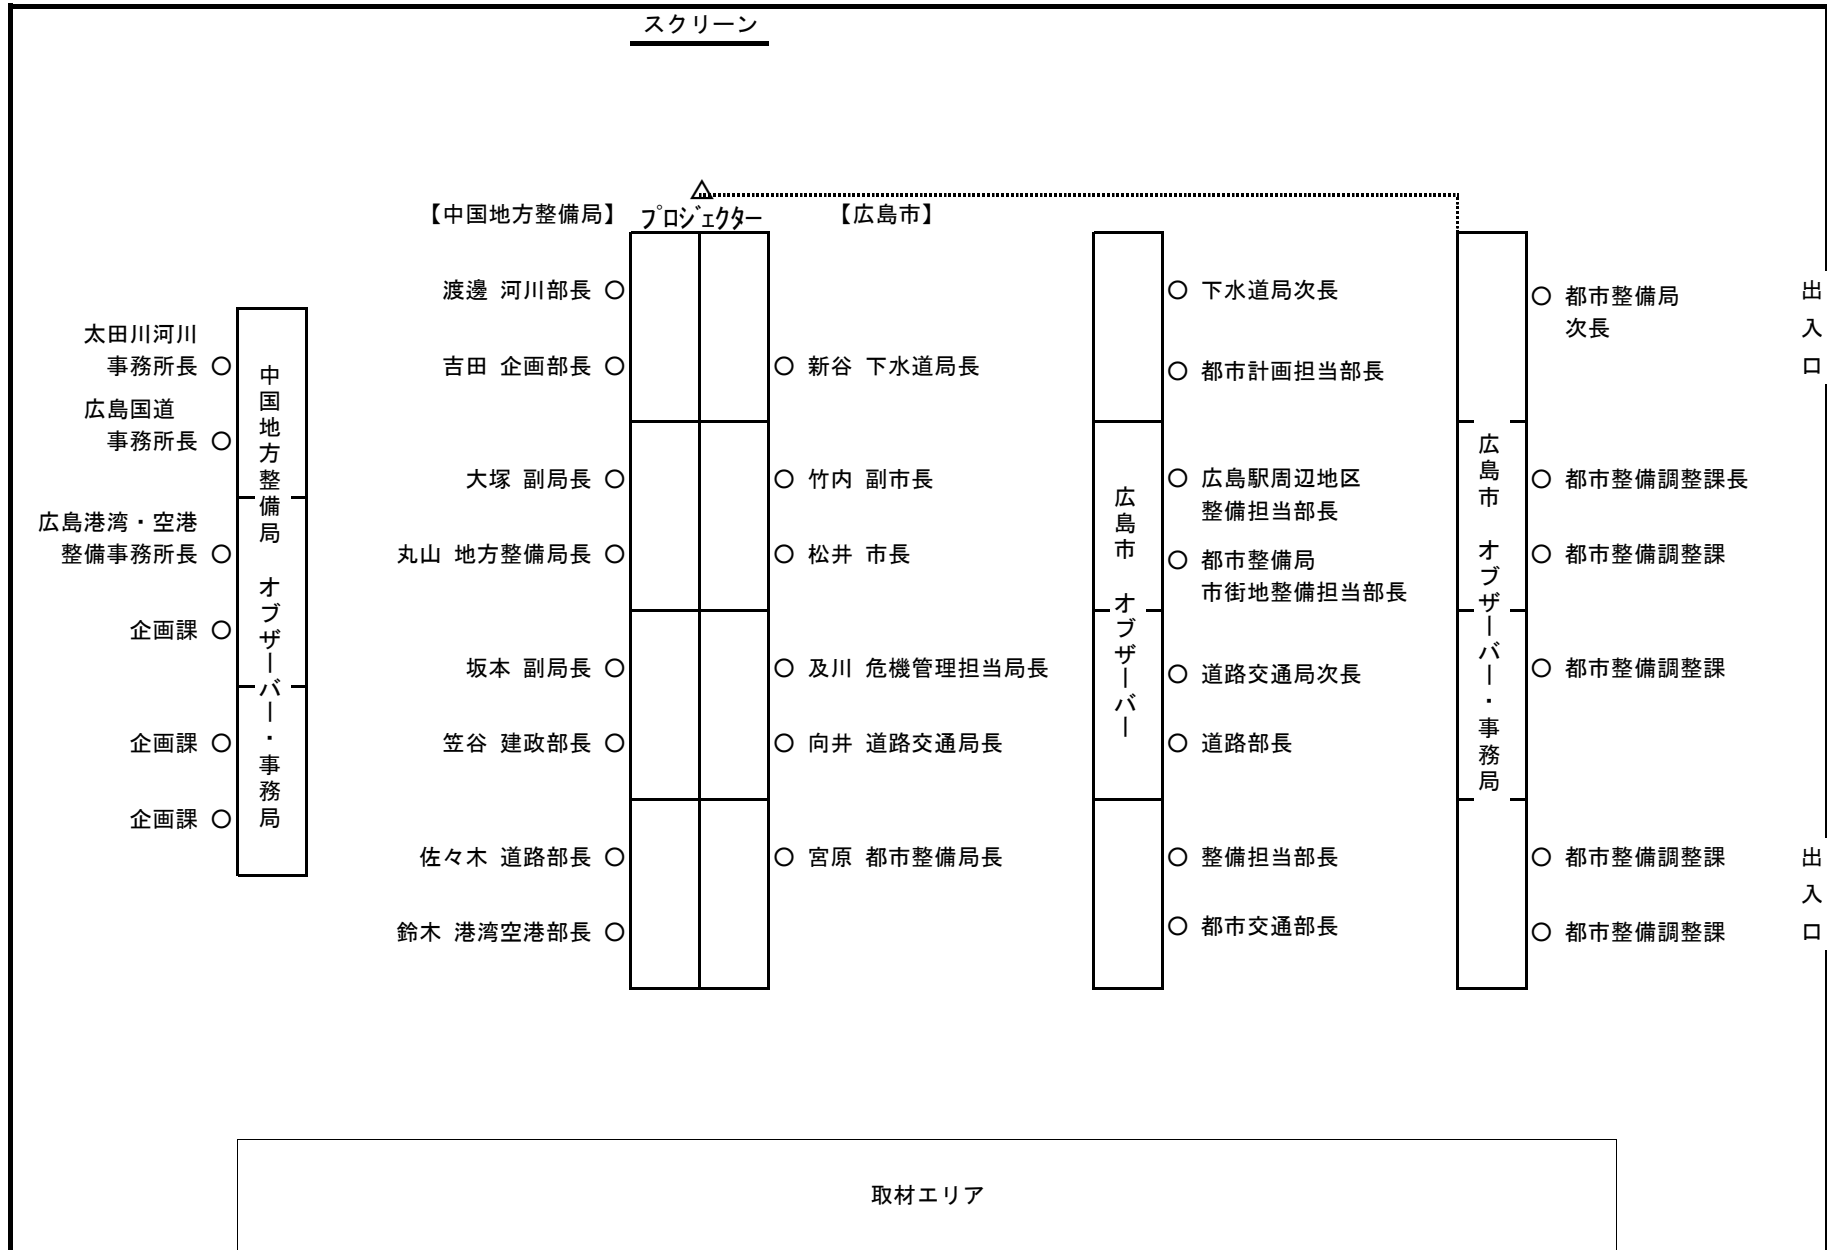 スクリーン
【中国地方整備局】
プロジェクター
【広島市】
太田川河川
事務所長 ○
広島国道
事務所長 ○
広島港湾・空港
整備事務所長 ○
企画課 ○
企画課 ○
企画課 ○
中国地方整備局 オブザーバー・事務局
渡邊 河川部長 ○
吉田 企画部長 ○
大塚 副局長 ○
丸山 地方整備局長 ○
坂本 副局長 ○
笠谷 建政部長 ○
佐々木 道路部長 ○
鈴木 港湾空港部長 ○
○ 新谷 下水道局長
○ 竹内 副市長
○ 松井 市長
○ 及川 危機管理担当局長
○ 向井 道路交通局長
○ 宮原 都市整備局長
広島市 オブザーバー
○ 下水道局次長
○ 都市計画担当部長
○ 広島駅周辺地区
整備担当部長
○ 都市整備局
市街地整備担当部長
○ 道路交通局次長
○ 道路部長
○ 整備担当部長
○ 都市交通部長
広島市 オブザーバー・事務局
○ 都市整備局
次長
○ 都市整備調整課長
○ 都市整備調整課
○ 都市整備調整課
○ 都市整備調整課
○ 都市整備調整課
出入口
出入口
取材エリア